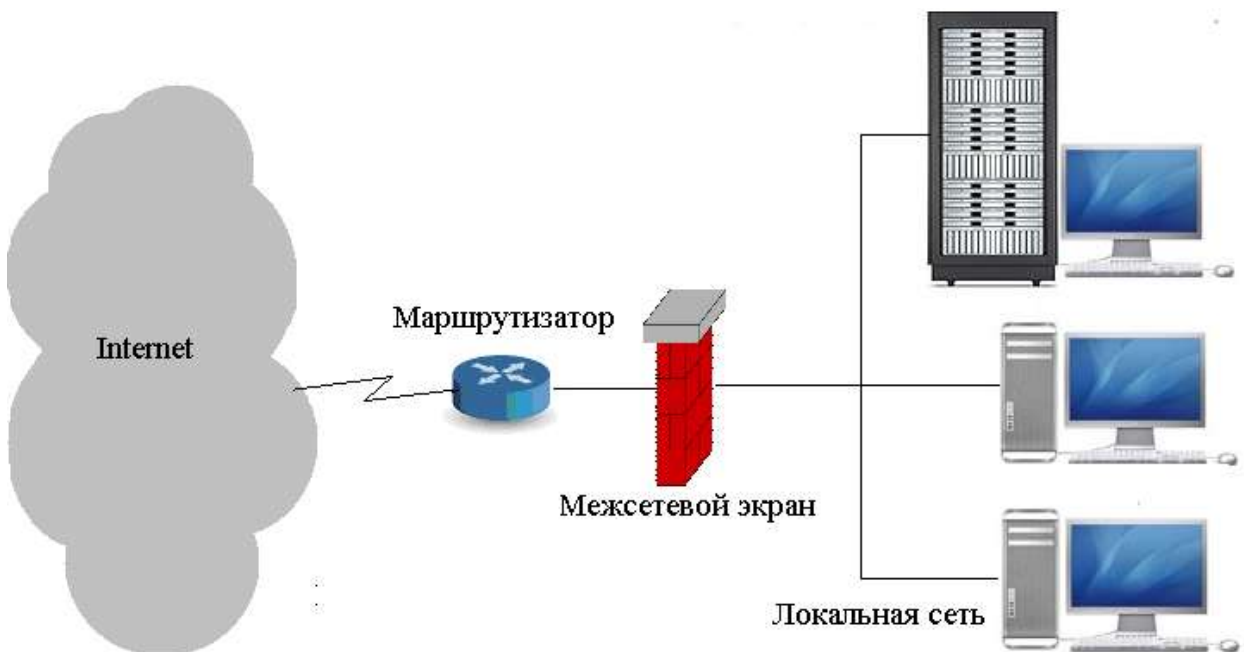 Internet
Маршрутизатор
Межсетевой экран
Локальная сеть